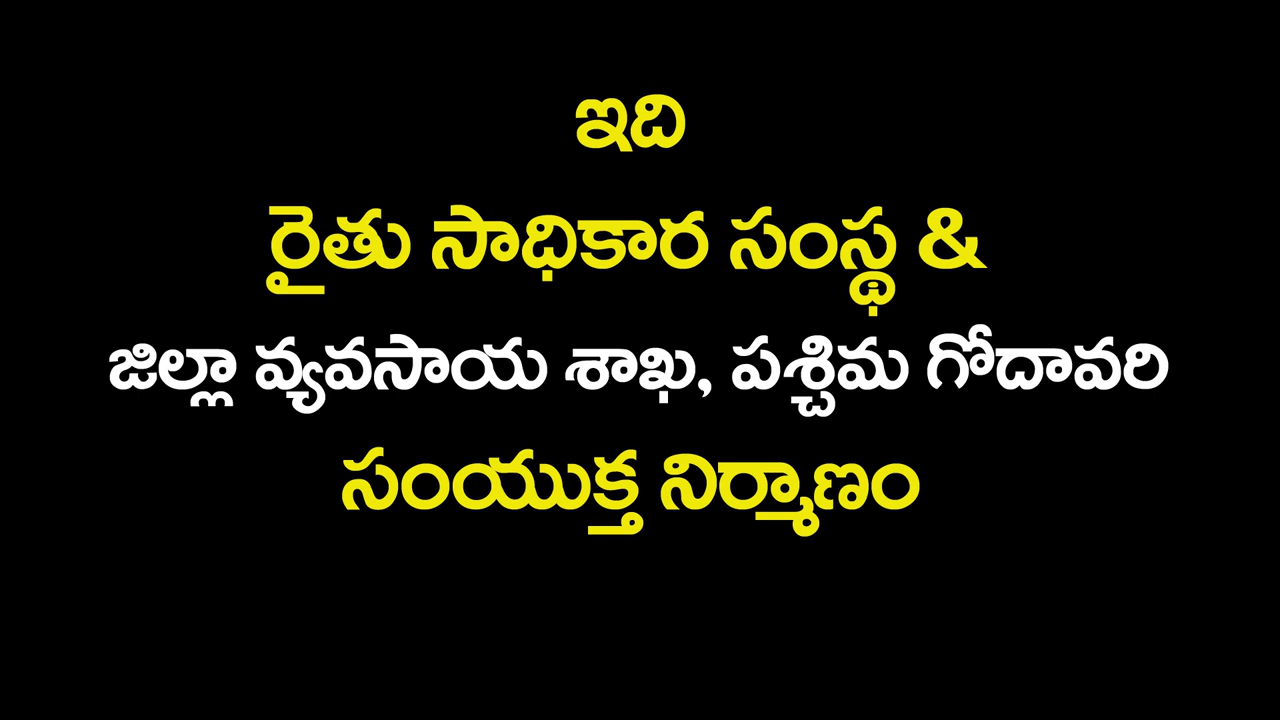 ఇది
రైతు సాధికార సంస్థ &
జిల్లా వ్యవసాయ శాఖ, పశ్చిమ గోదావరి
సంయుక్త నిర్మాణం